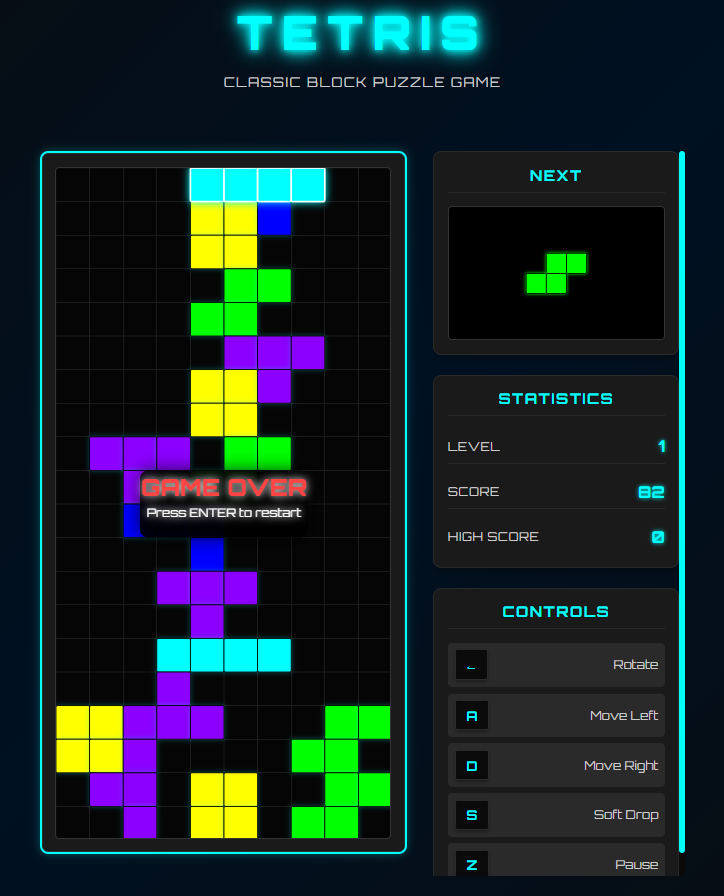 TETRIS
CLASSIC BLOCK PUZZLE GAME
GAME OVER
Press ENTER to restart
NEXT
STATISTICS
LEVEL 1
SCORE 82
HIGH SCORE 0
CONTROLS
Rotate
A Move Left
D Move Right
S Soft Drop
Z Pause